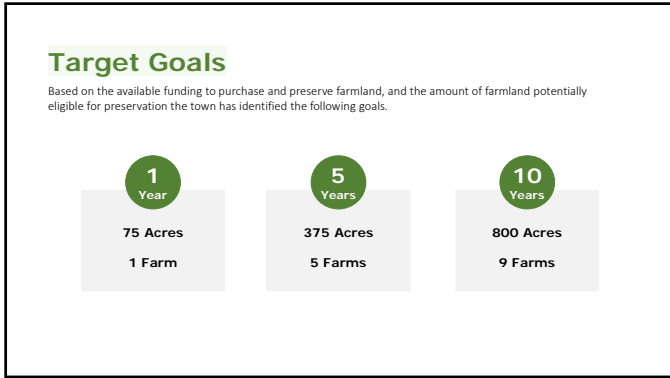 Target Goals
Based on the available funding to purchase and preserve farmland, and the amount of farmland potentially
eligible for preservation the town has identified the following goals.
1
Year
75 Acres
1 Farm
5
Years
375 Acres
5 Farms
10
Years
800 Acres
9 Farms